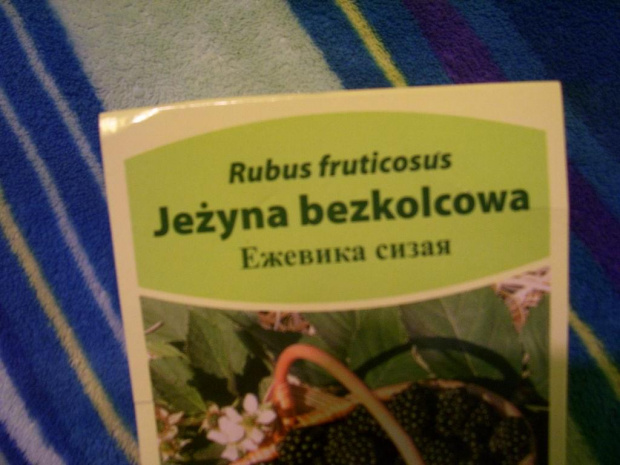 Rubus fruticosus
Jeżyna bezkolcowa
Ежевика сизая